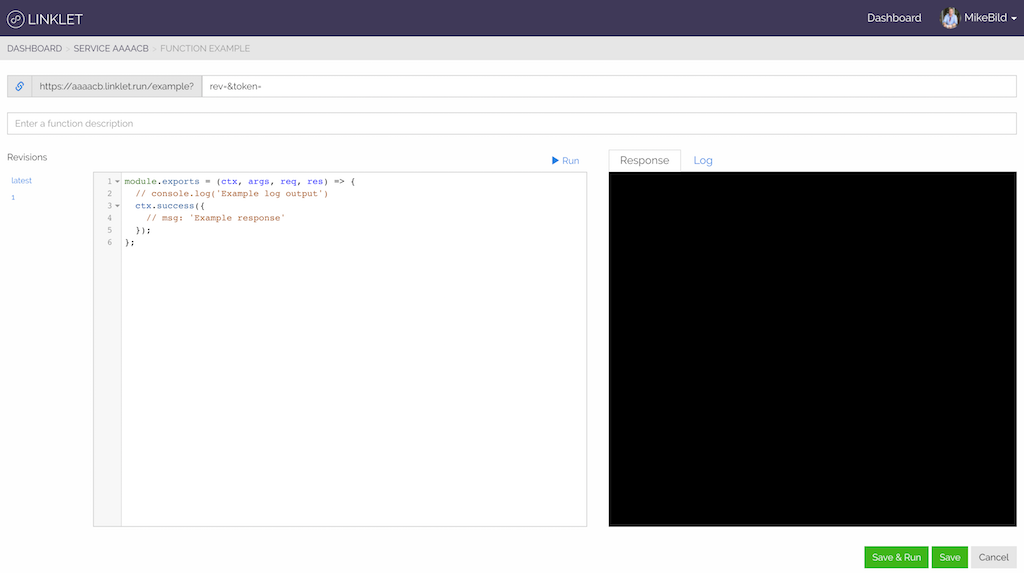 LINKLET
Dashboard
MikeBild
DASHBOARD > SERVICE AAAACB > FUNCTION EXAMPLE
https://aaaacb.linklet.run/example?
rev=&token=
Enter a function description
Revisions
latest
1
Run
1 module.exports = (ctx, args, req, res) => {
2 // console.log('Example log output')
3 ctx.success({
4 // msg: 'Example response'
5 });
6 };
Response
Log
Save & Run
Save
Cancel